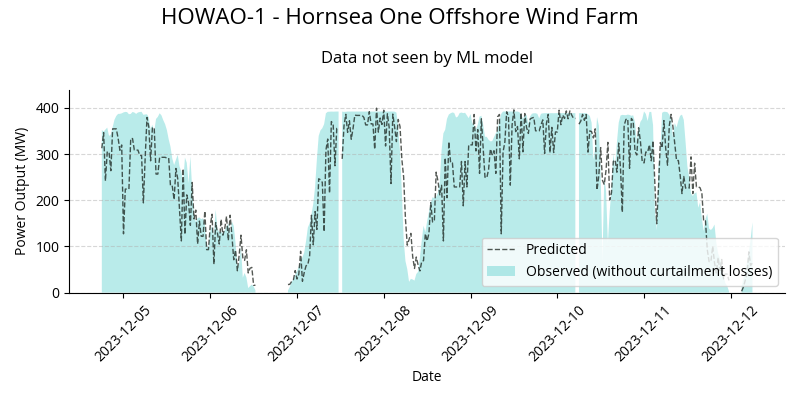 HOWAO-1 - Hornsea One Offshore Wind Farm
Data not seen by ML model
Power Output (MW)
400
300
200
100
0
Predicted
Observed (without curtailment losses)
2023-12-05
2023-12-06
2023-12-07
2023-12-08
2023-12-09
2023-12-10
2023-12-11
2023-12-12
Date